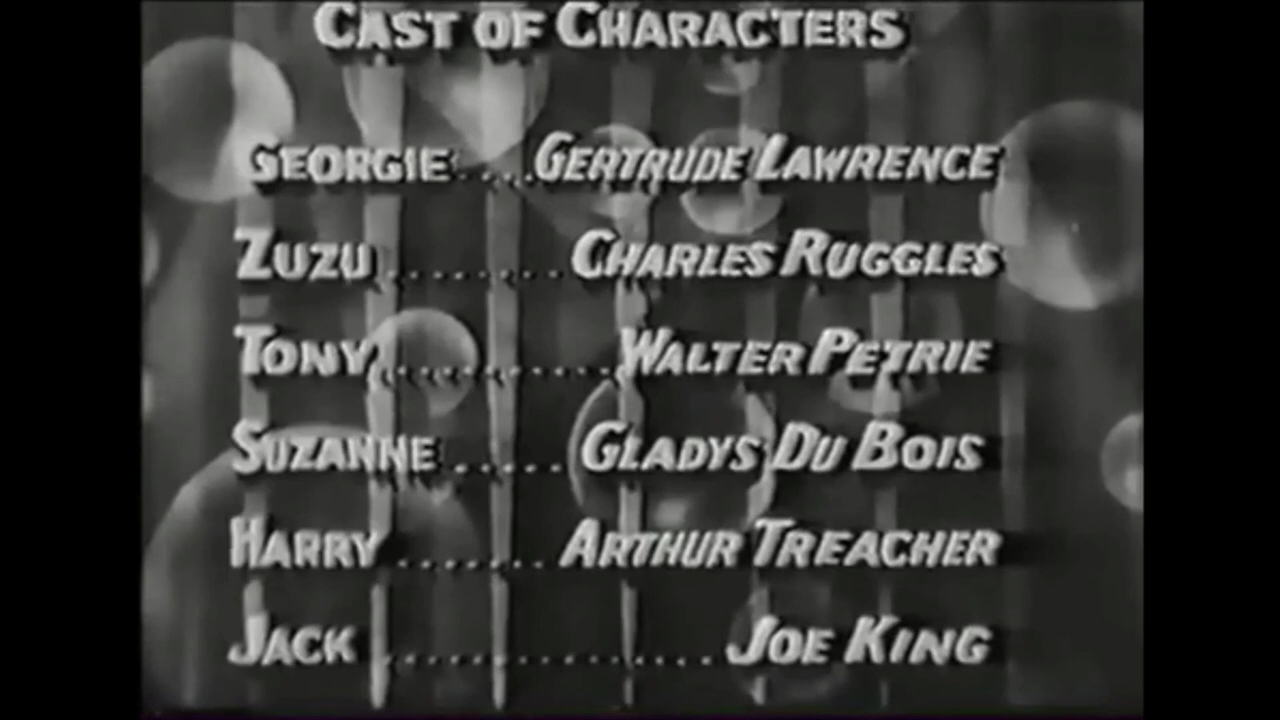 CAST OF CHARACTERS
GEORGIE....GERTRUDE LAWRENCE
ZUZU........CHARLES RUGGLES
TONY..........WALTER PETRIE
SUZANNE.....GLADYS DU BOIS
HARRY.......ARTHUR TREACHER
JACK...............JOE KING